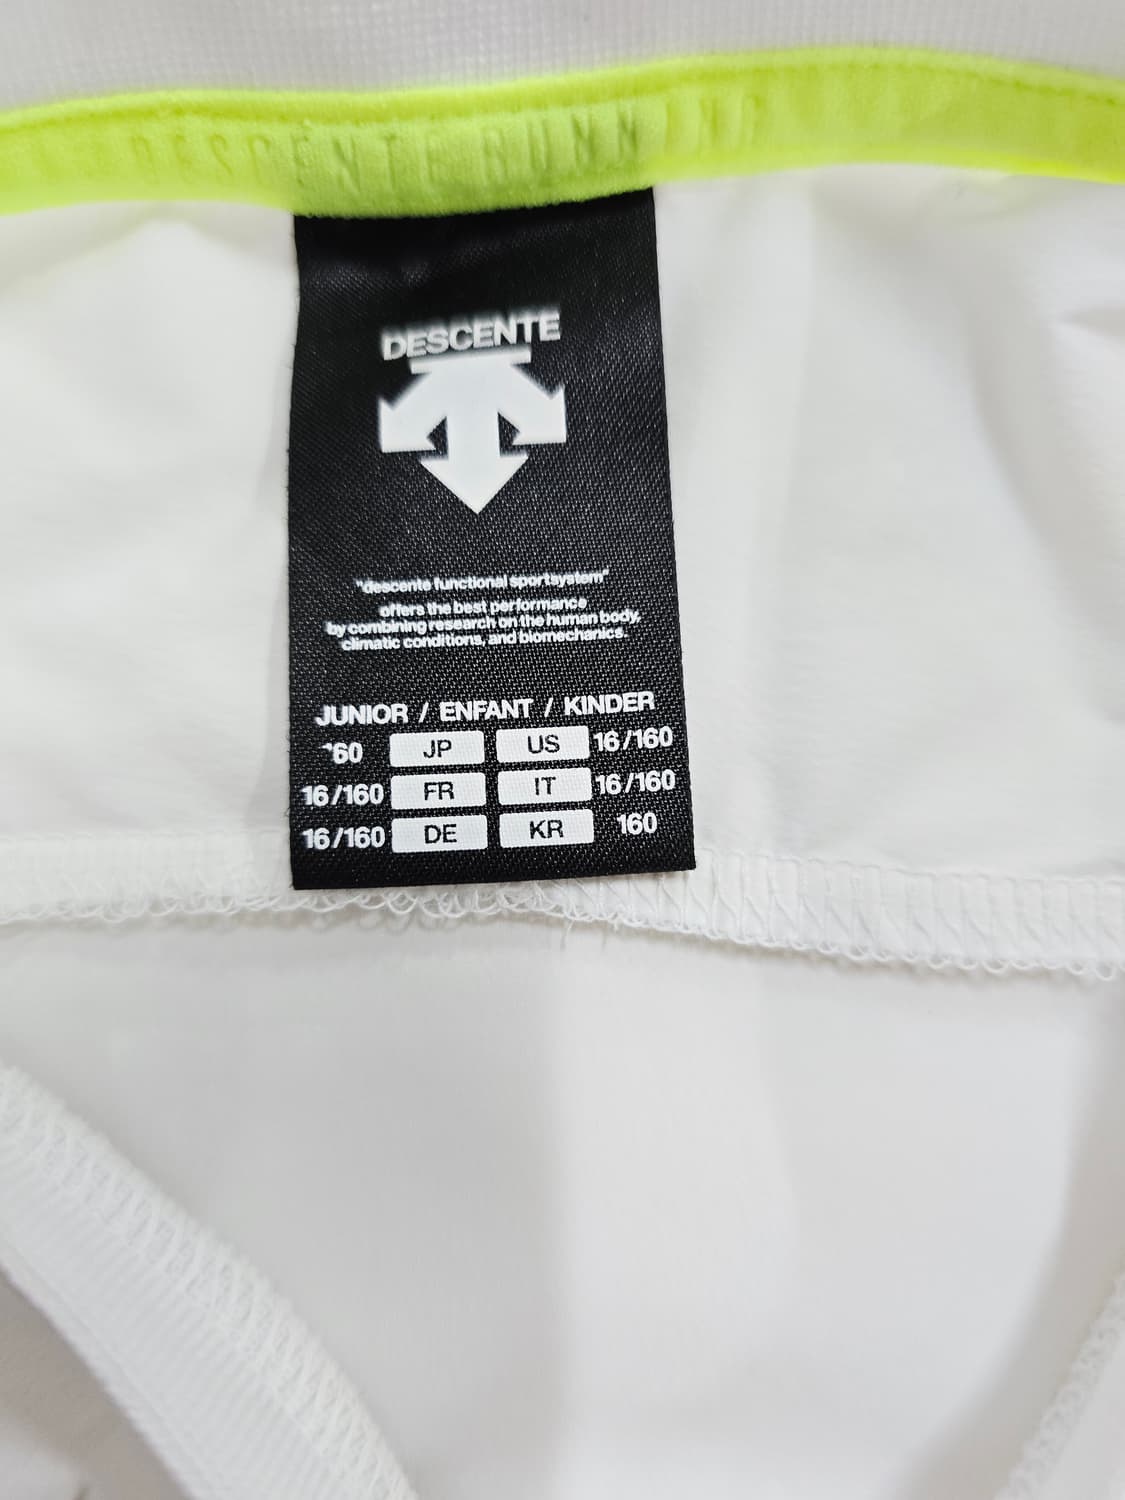 DESCENTE RUNNING
DESCENTE
"descente functional sportsystem"
offers the best performance
by combining research on the human body,
climatic conditions, and biomechanics.
JUNIOR / ENFANT / KINDER
160 JP US 16/160
16/160 FR IT 16/160
16/160 DE KR 160